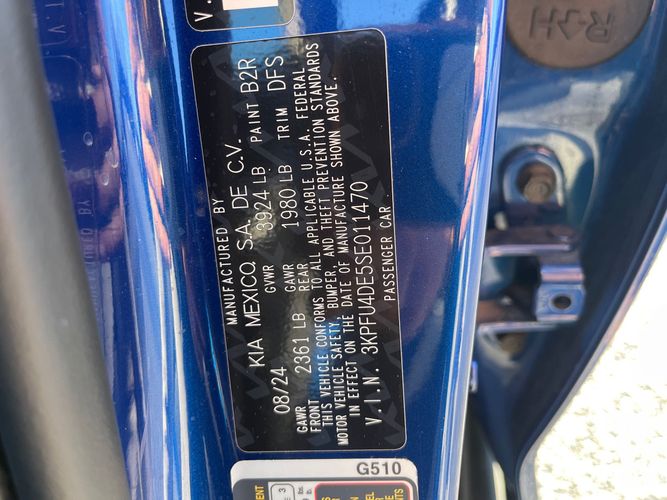 MANUFACTURED BY
KIA MEXICO S.A. DE C.V.
08/24 GVWR 3924 LB PAINT B2R
GAWR FRONT 2361 LB GAWR REAR 1980 LB TRIM DFS
THIS VEHICLE CONFORMS TO ALL APPLICABLE U.S.A. FEDERAL
MOTOR VEHICLE SAFETY, BUMPER, AND THEFT PREVENTION STANDARDS
IN EFFECT ON THE DATE OF MANUFACTURE SHOWN ABOVE.
V.I.N. 3KPFU4DE5SE011470
PASSENGER CAR
G510
R
H